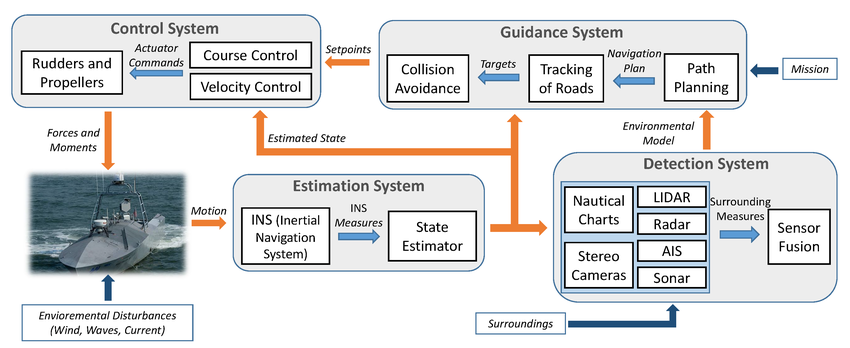 Control System
Guidance System
Rudders and
Propellers
Actuator
Commands
Course Control
Velocity Control
Setpoints
Collision
Avoidance
Targets
Tracking
of Roads
Navigation
Plan
Path
Planning
Mission
Forces and
Moments
Estimated State
Environmental
Model
Motion
Estimation System
INS (Inertial
Navigation
System)
INS
Measures
State
Estimator
Detection System
Nautical
Charts
Stereo
Cameras
LIDAR
Radar
AIS
Sonar
Surrounding
Measures
Sensor
Fusion
Envioremental Disturbances
(Wind, Waves, Current)
Surroundings